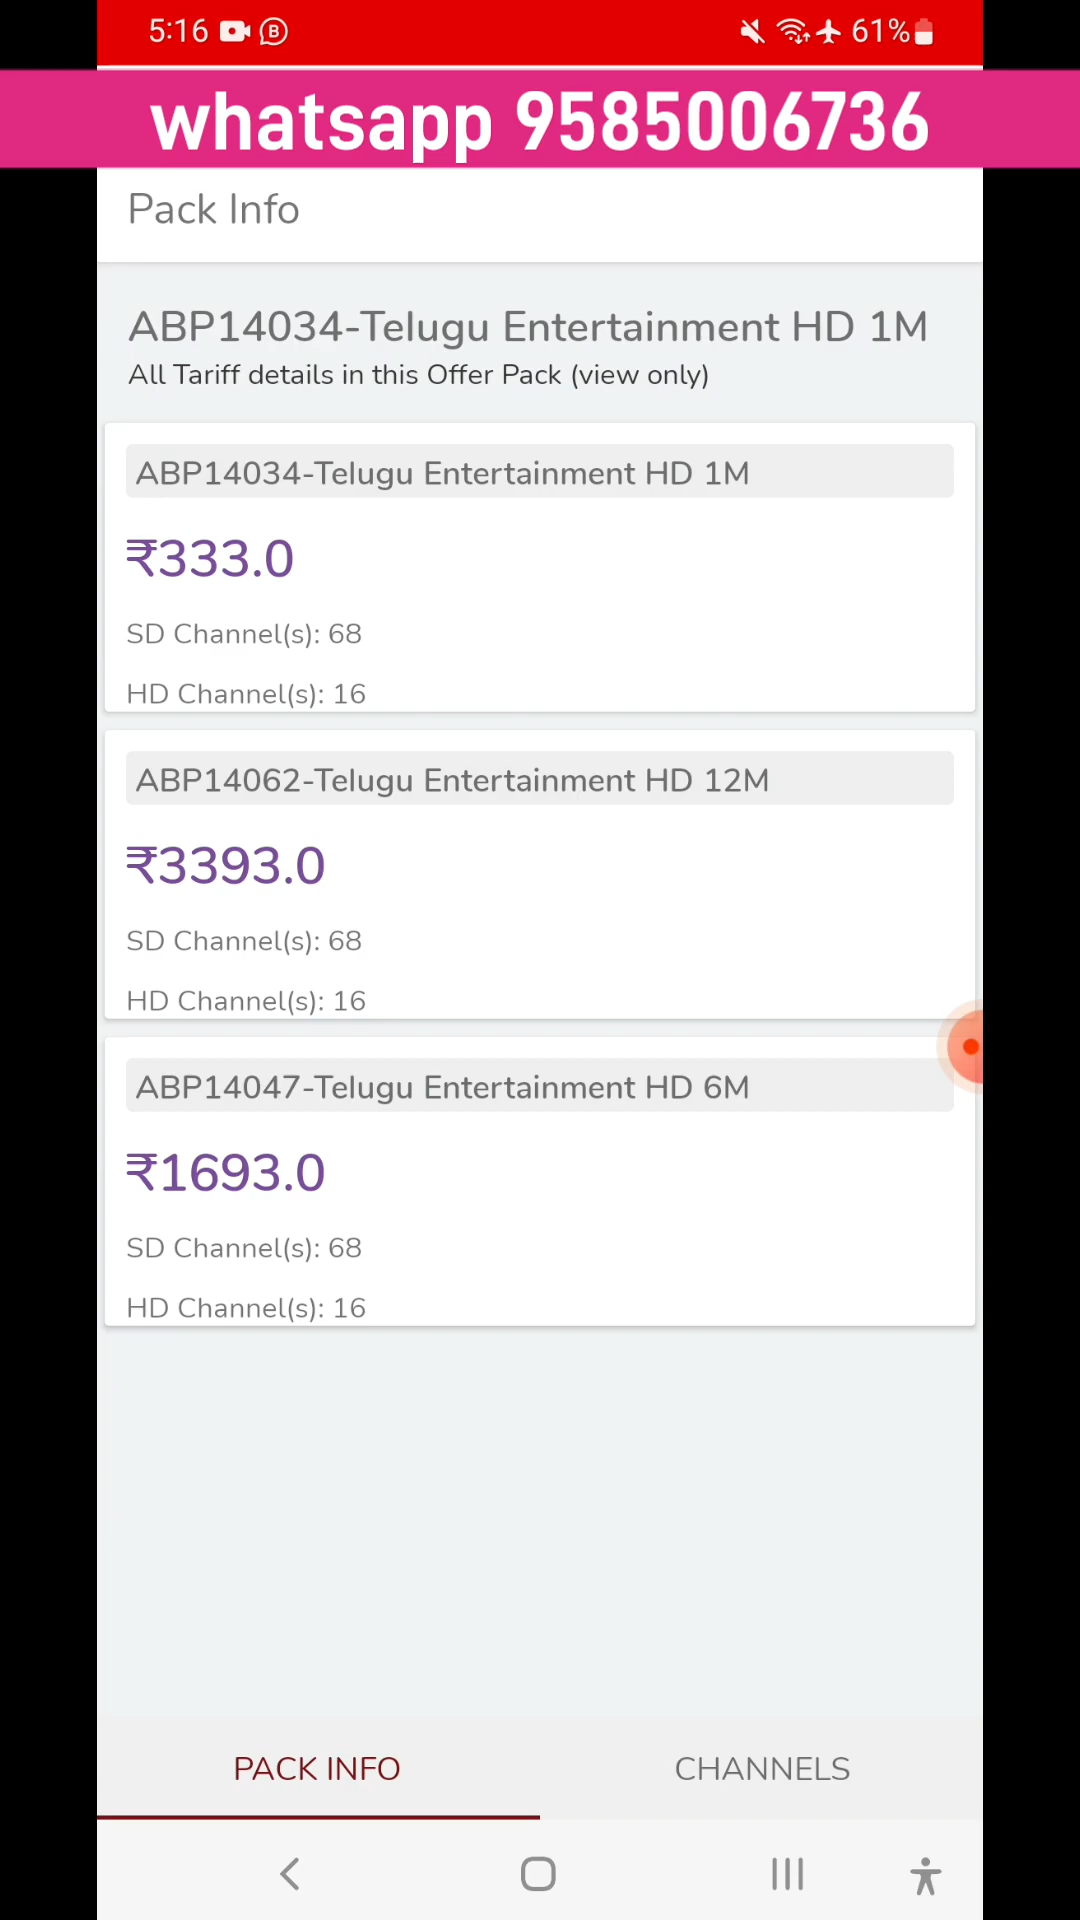 5:16 61%
whatsapp 9585006736
Pack Info
ABP14034-Telugu Entertainment HD 1M
All Tariff details in this Offer Pack (view only)
ABP14034-Telugu Entertainment HD 1M
₹333.0
SD Channel(s): 68
HD Channel(s): 16
ABP14062-Telugu Entertainment HD 12M
₹3393.0
SD Channel(s): 68
HD Channel(s): 16
ABP14047-Telugu Entertainment HD 6M
₹1693.0
SD Channel(s): 68
HD Channel(s): 16
PACK INFO CHANNELS